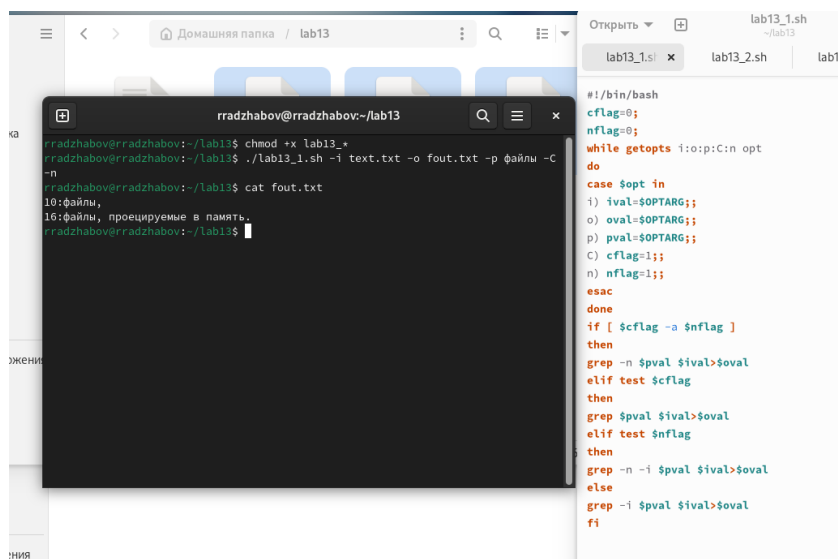 Домашняя папка / lab13
ка
ожения
ения
rradzhabov@rradzhabov:~/lab13
rradzhabov@rradzhabov:~/lab13$ chmod +x lab13_*
rradzhabov@rradzhabov:~/lab13$ ./lab13_1.sh -i text.txt -o fout.txt -p файлы -C
-n
rradzhabov@rradzhabov:~/lab13$ cat fout.txt
10:файлы,
16:файлы, проецируемые в память.
rradzhabov@rradzhabov:~/lab13$
Открыть
lab13_1.sh
~/lab13
lab13_1.sh
lab13_2.sh
lab1
#!/bin/bash
cflag=0;
nflag=0;
while getopts i:o:p:C:n opt
do
case $opt in
i) ival=$OPTARG;;
o) oval=$OPTARG;;
p) pval=$OPTARG;;
C) cflag=1;;
n) nflag=1;;
esac
done
if [ $cflag -a $nflag ]
then
grep -n $pval $ival>$oval
elif test $cflag
then
grep $pval $ival>$oval
elif test $nflag
then
grep -n -i $pval $ival>$oval
else
grep -i $pval $ival>$oval
fi